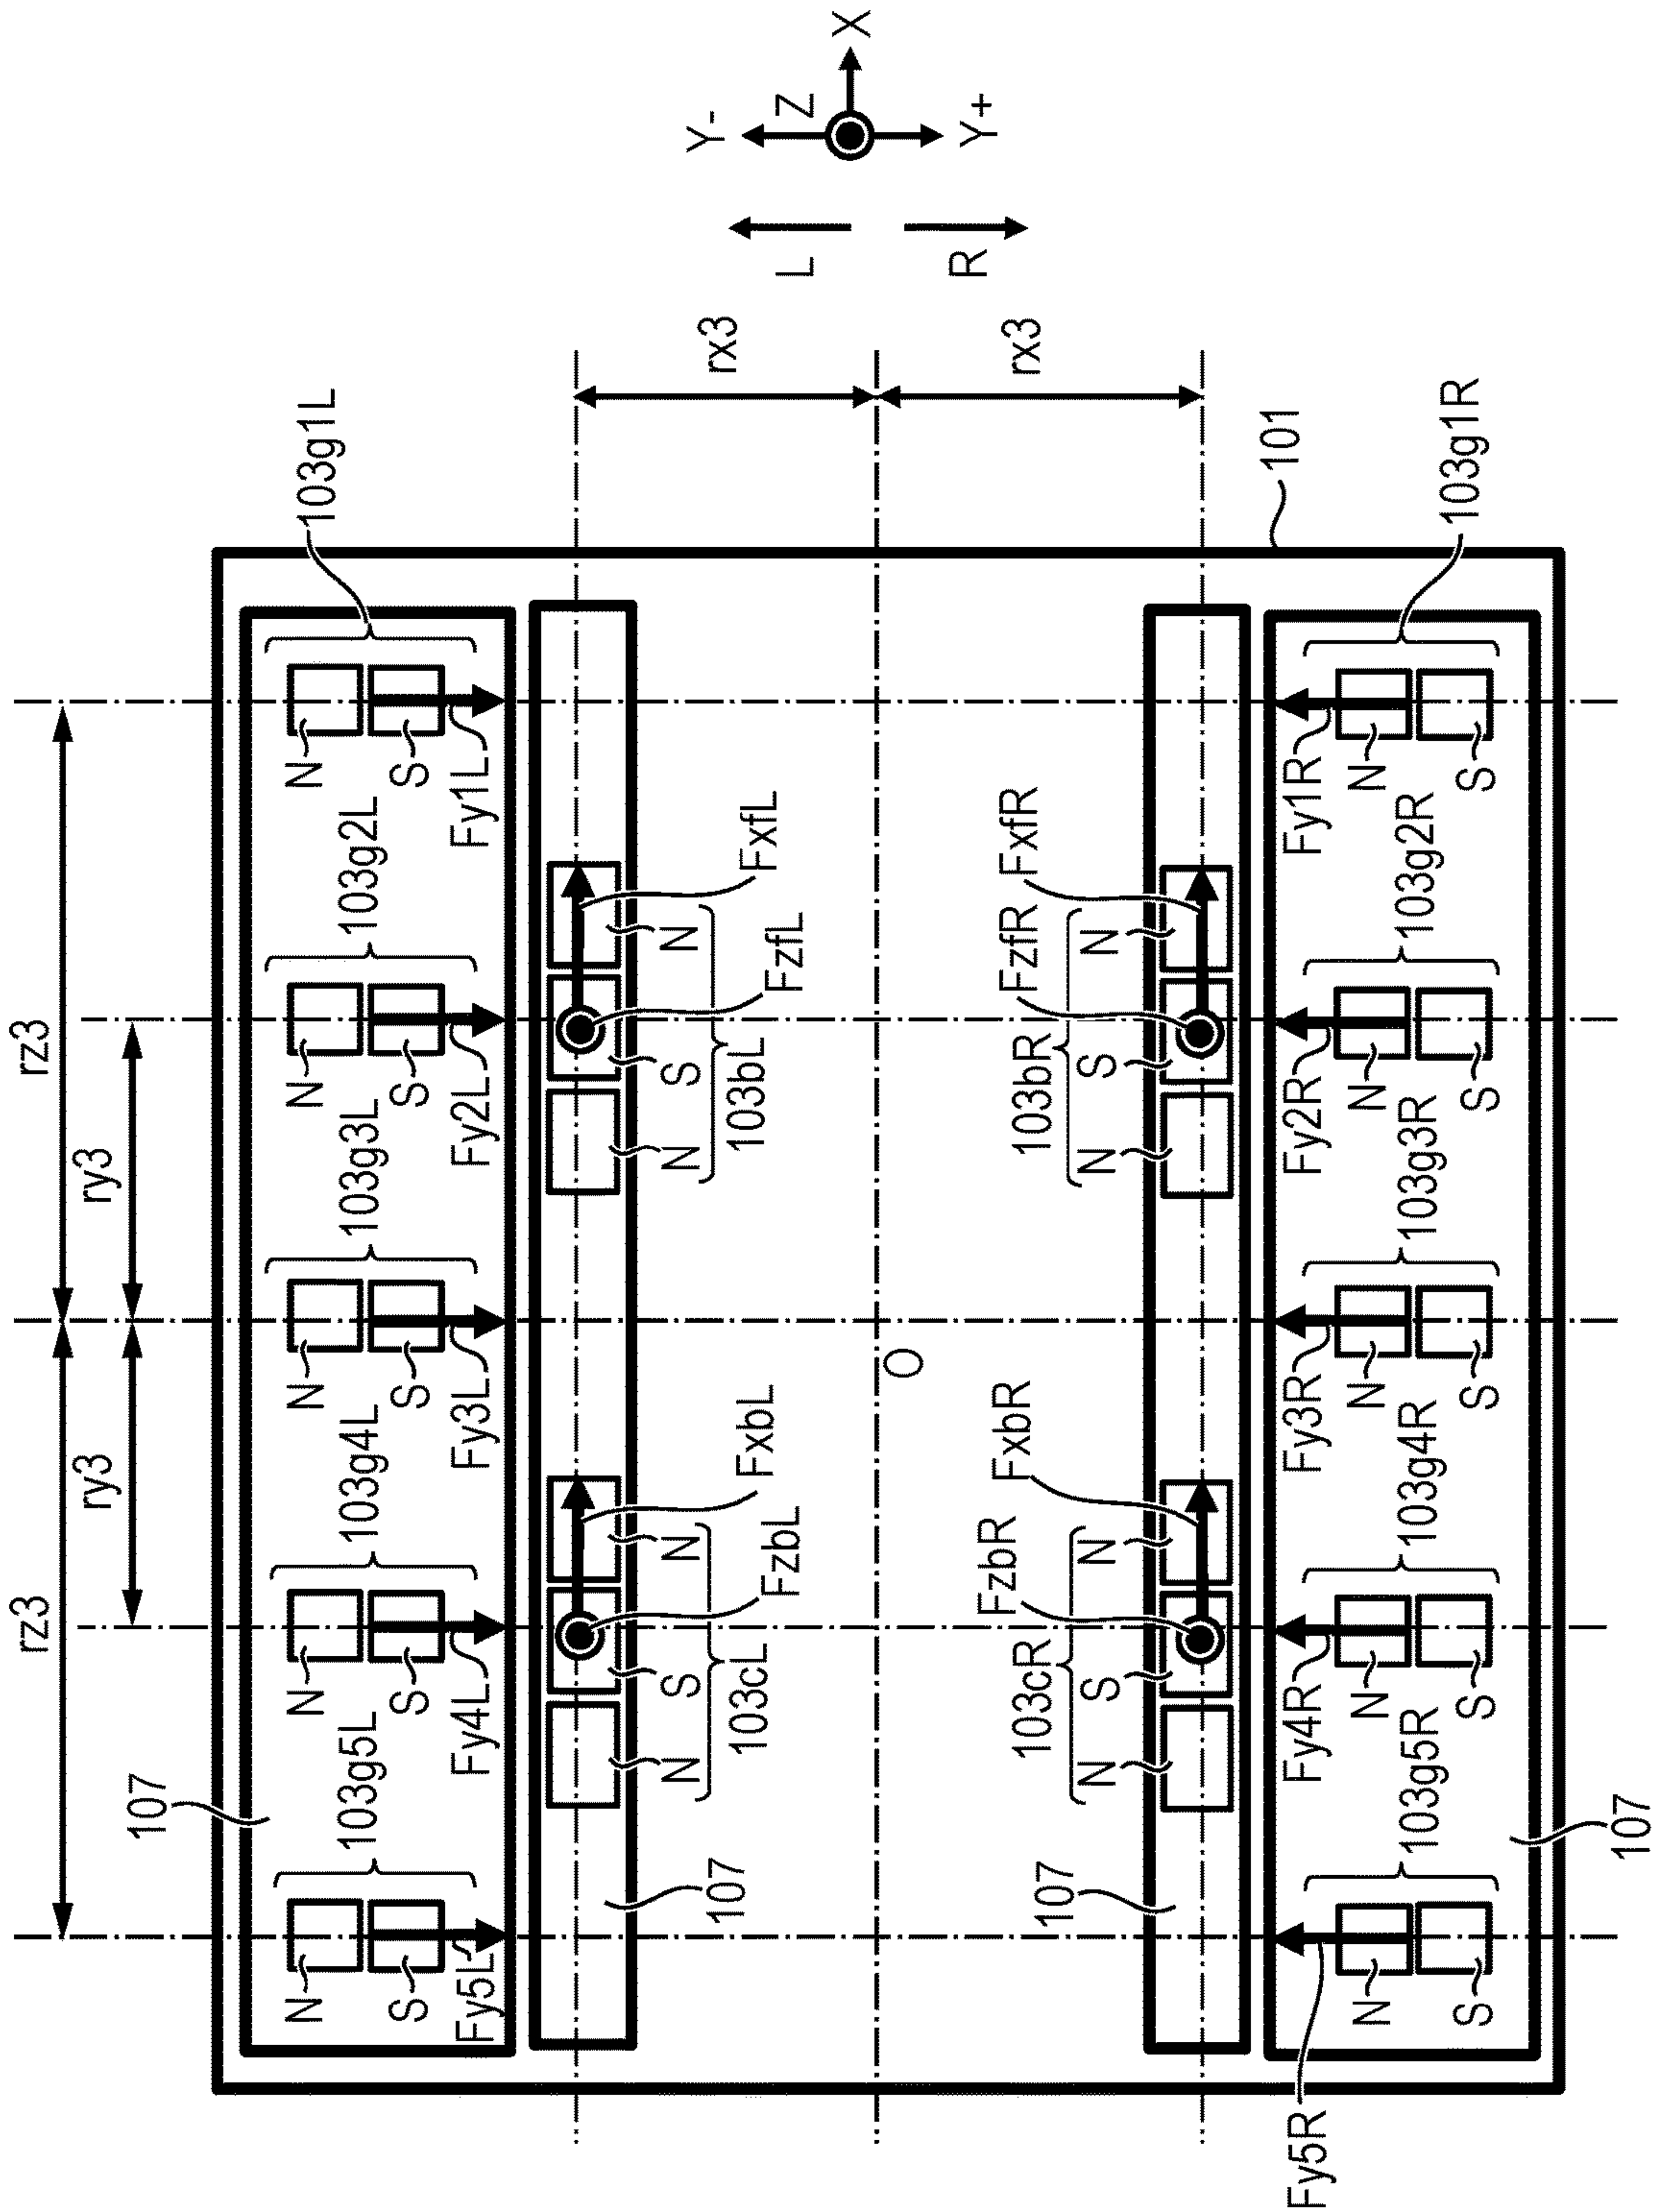 rz3
rz3
ry3
ry3
107
103g5L
103g4L
103g3L
103g2L
103g1L
N
N
N
N
N
S
S
S
S
S
Fy5L
Fy4L
Fy3L
Fy2L
Fy1L
N
S
N
N
S
N
107
103cL
FzbL
FxbL
103bL
FzfL
FxfL
rx3
L
Y-
Z
X
O
rx3
R
Y+
107
103cR
FzbR
FxbR
103bR
FzfR
FxfR
N
S
N
N
S
N
101
Fy5R
Fy4R
Fy3R
Fy2R
Fy1R
N
N
N
N
N
103g5R
103g4R
103g3R
103g2R
103g1R
S
S
S
S
S
107